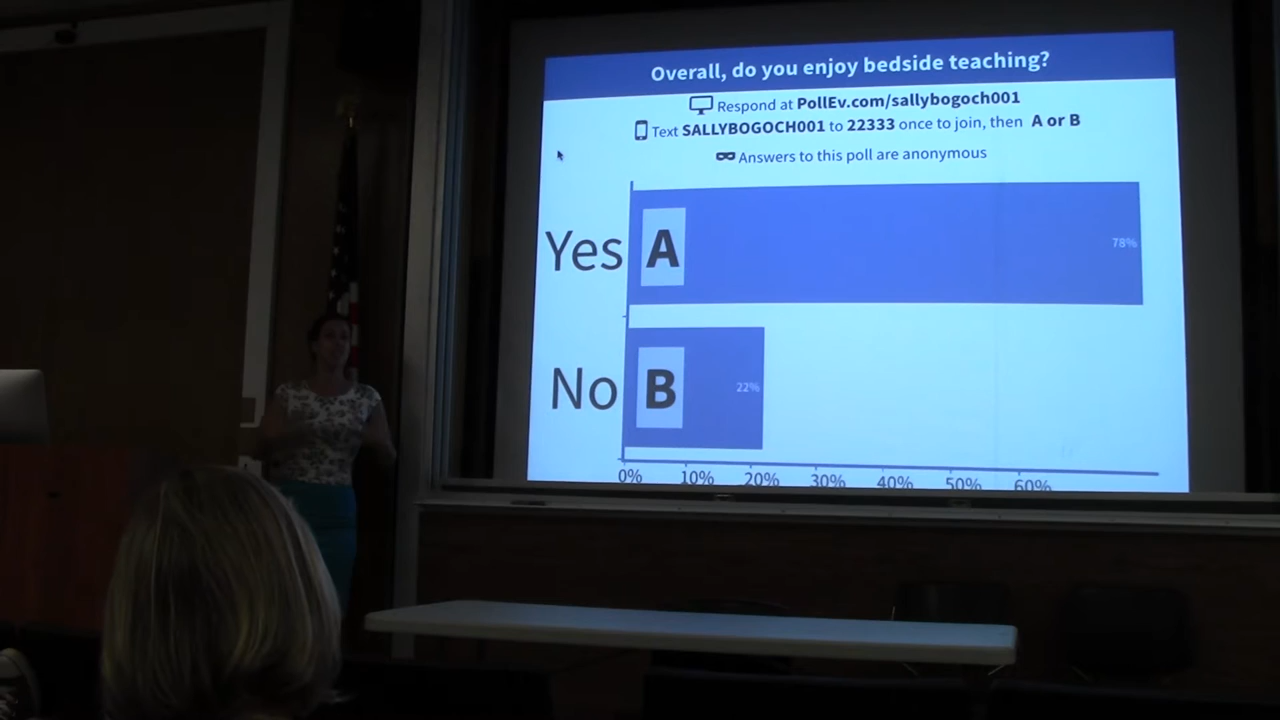 Overall, do you enjoy bedside teaching?
Respond at PollEv.com/sallybogoch001
Text SALLYBOGOCH001 to 22333 once to join, then A or B
Answers to this poll are anonymous
Yes A 78%
No B 22%
0% 10% 20% 30% 40% 50% 60%